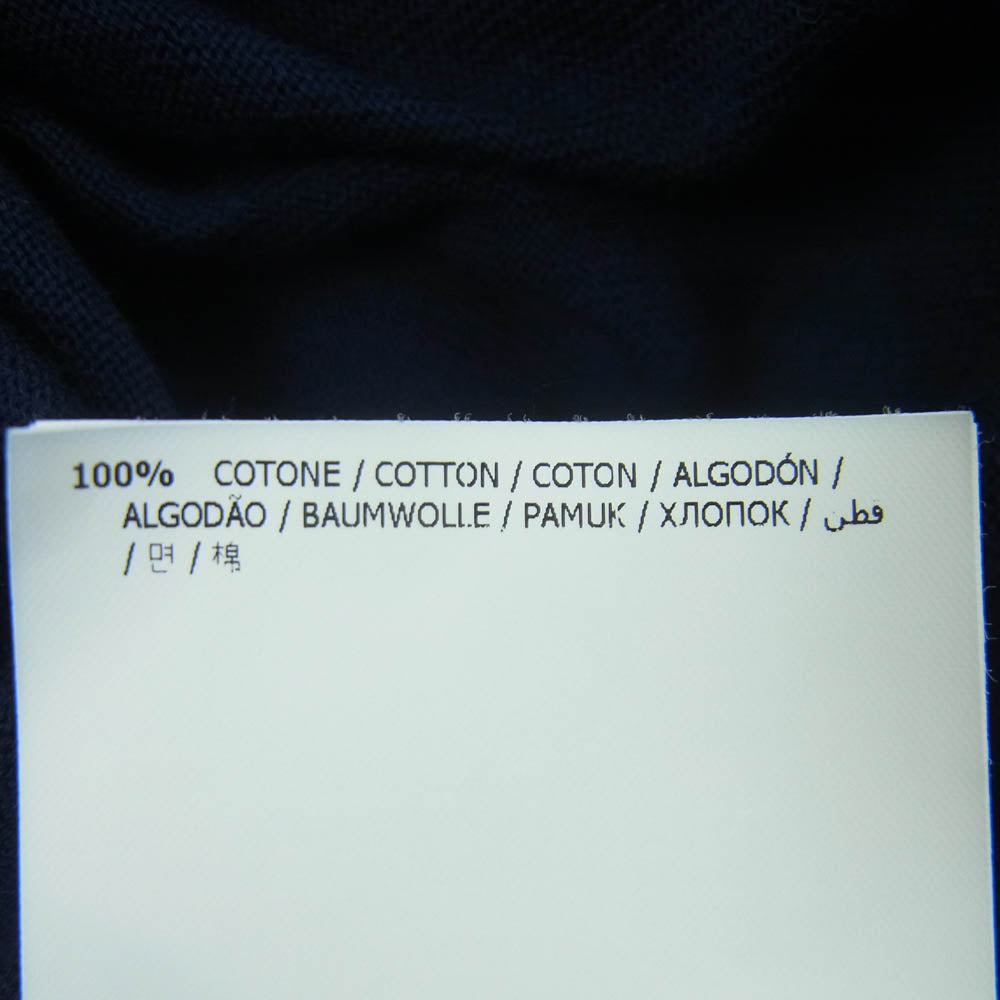 100% COTONE / COTTON / COTON / ALGODÓN /
ALGODÃO / BAUMWOLLE / PAMUK / ХЛОПОК / قطن
/ 면 / 棉